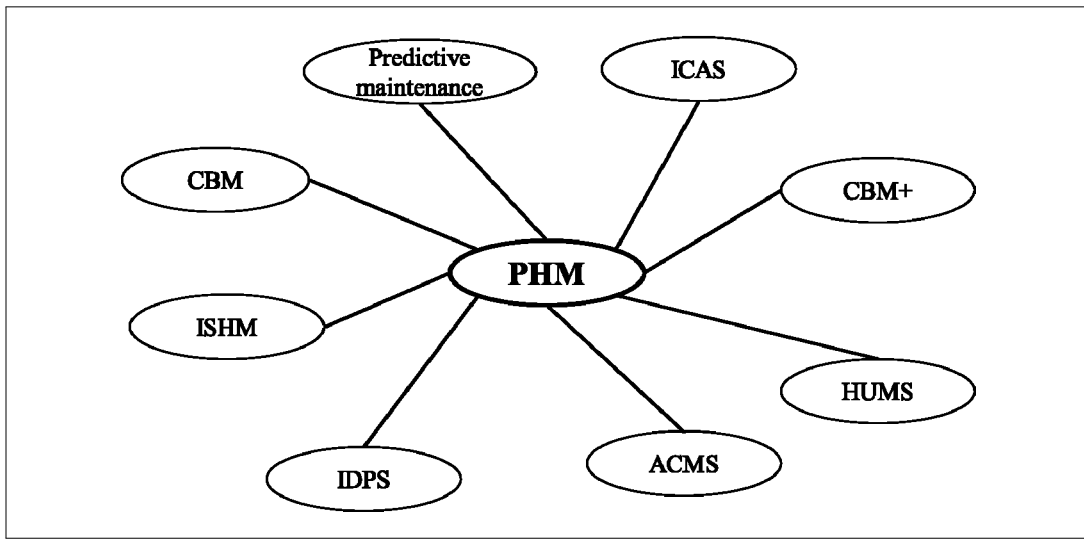 Predictive
maintenance
ICAS
CBM
CBM+
PHM
ISHM
HUMS
IDPS
ACMS